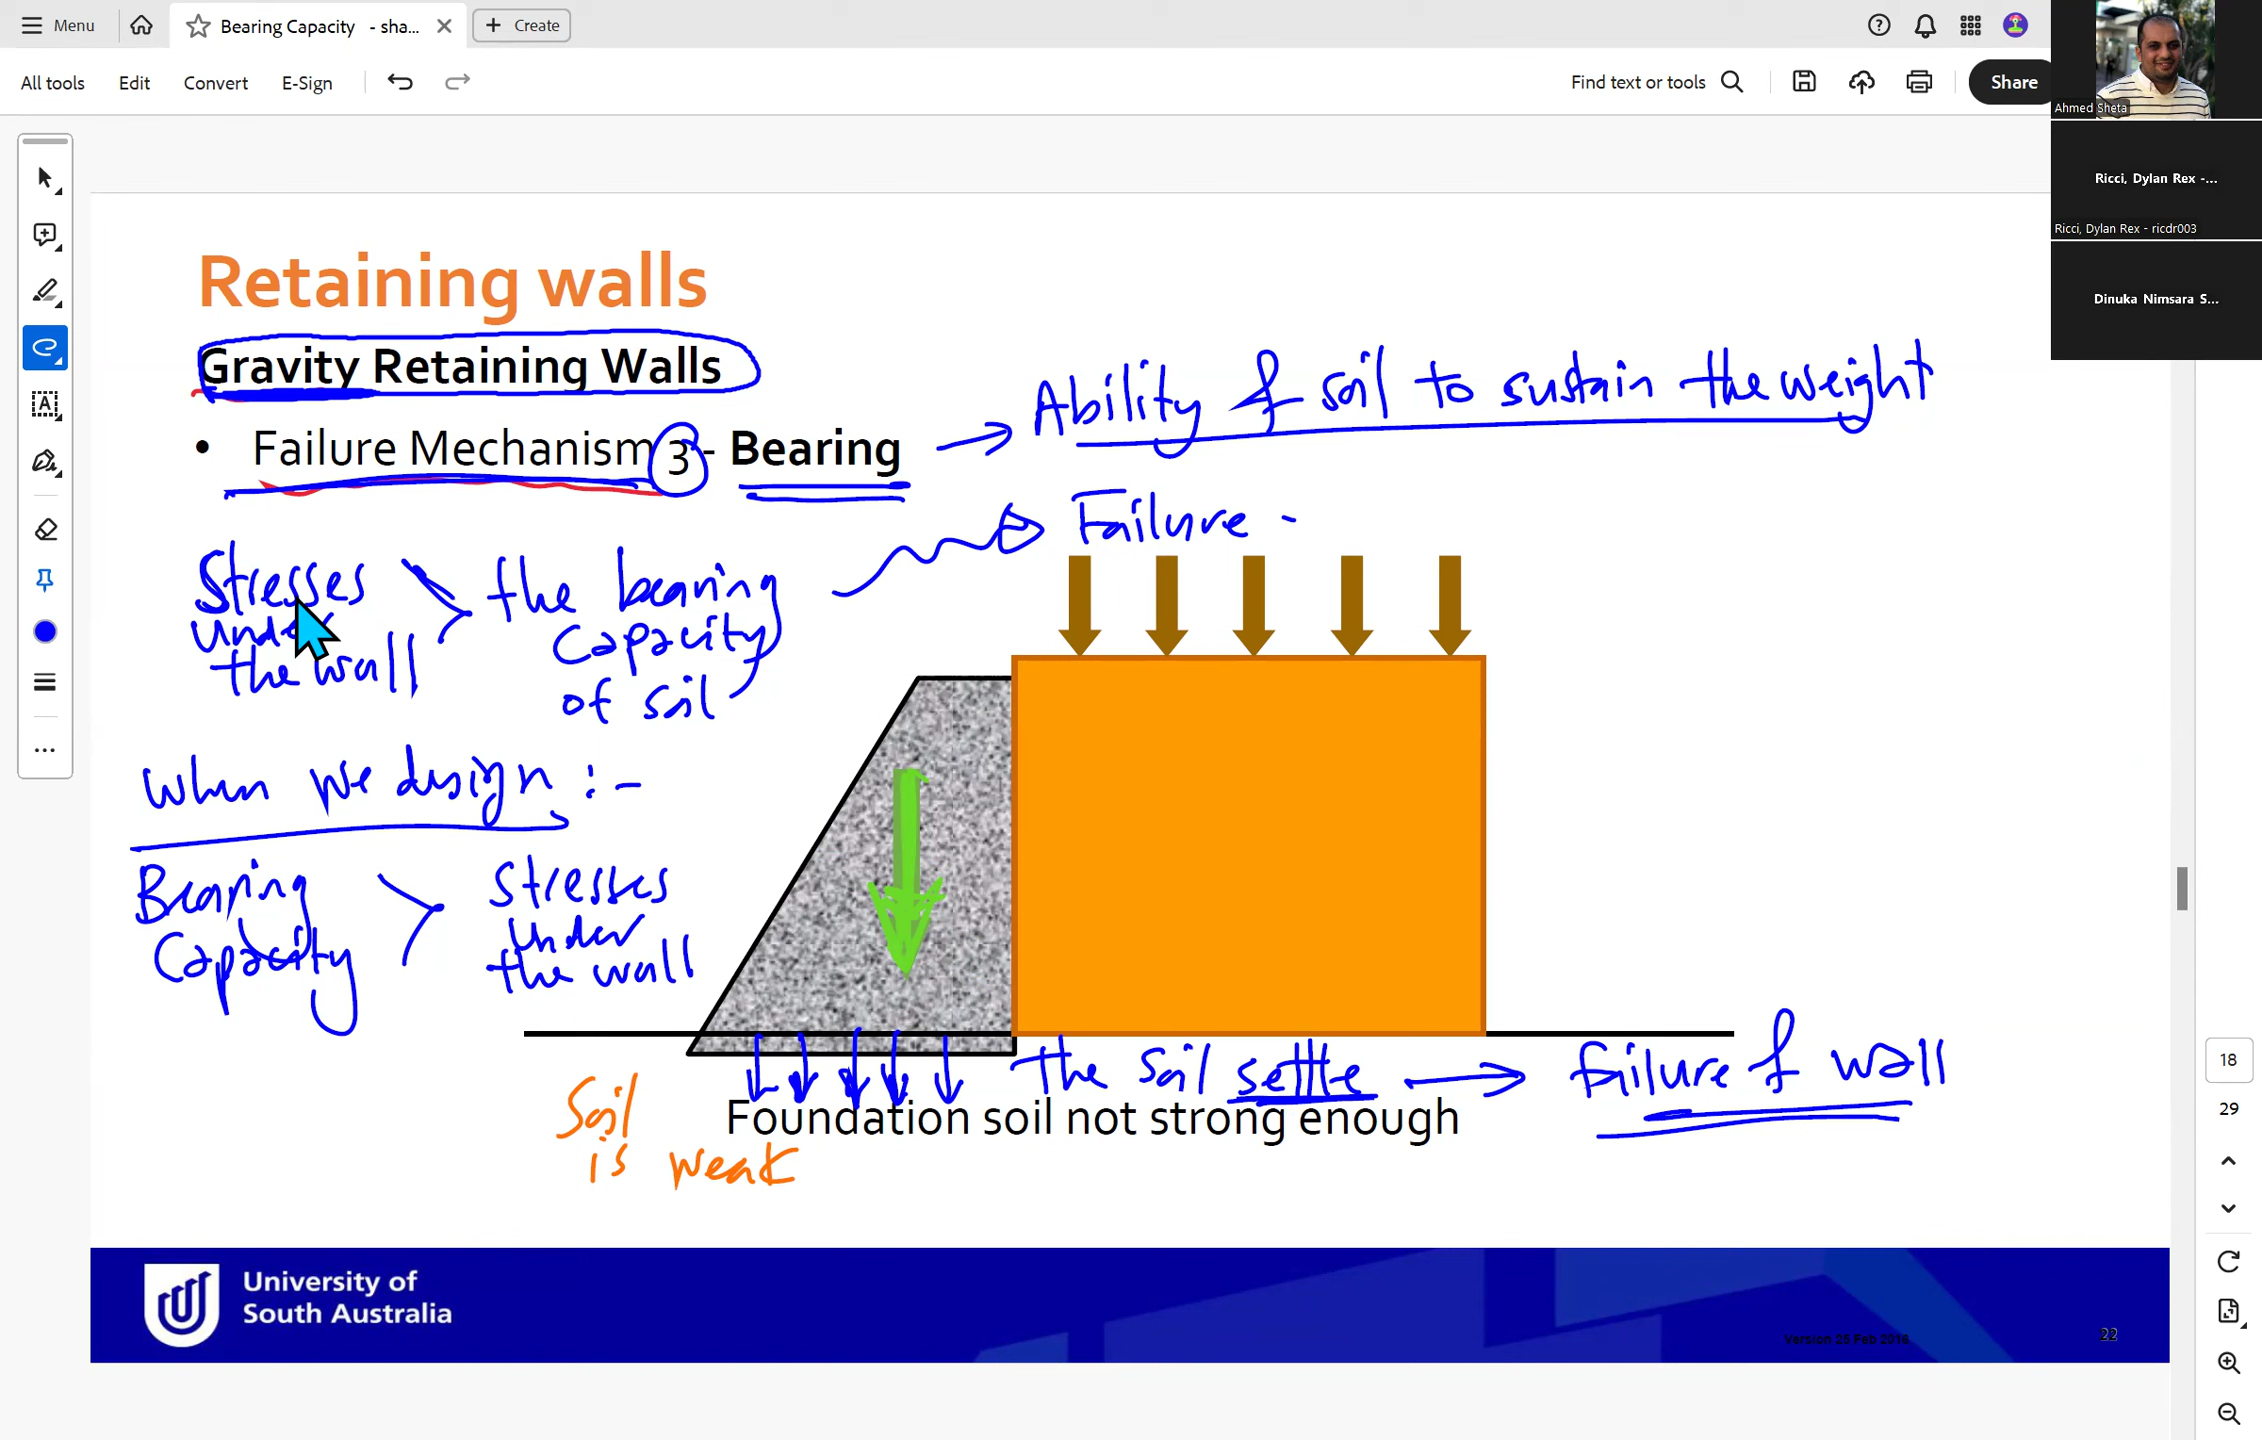 Menu
Bearing Capacity - sha...
Create
All tools
Edit
Convert
E-Sign
Find text or tools
Share
Ahmed Sheta
Ricci, Dylan Rex -...
Ricci, Dylan Rex - ricdr003
Dinuka Nimsara S...
Retaining walls
Gravity Retaining Walls
• Failure Mechanism 3 - Bearing → Ability of soil to sustain the weight
Failure -
Stresses under the wall > the bearing capacity of soil
When we design :-
Bearing Capacity > Stresses under the wall
The soil settle → failure of wall
Foundation soil not strong enough
Soil is weak
University of
South Australia
Version 25 Feb 2016
22
18
29